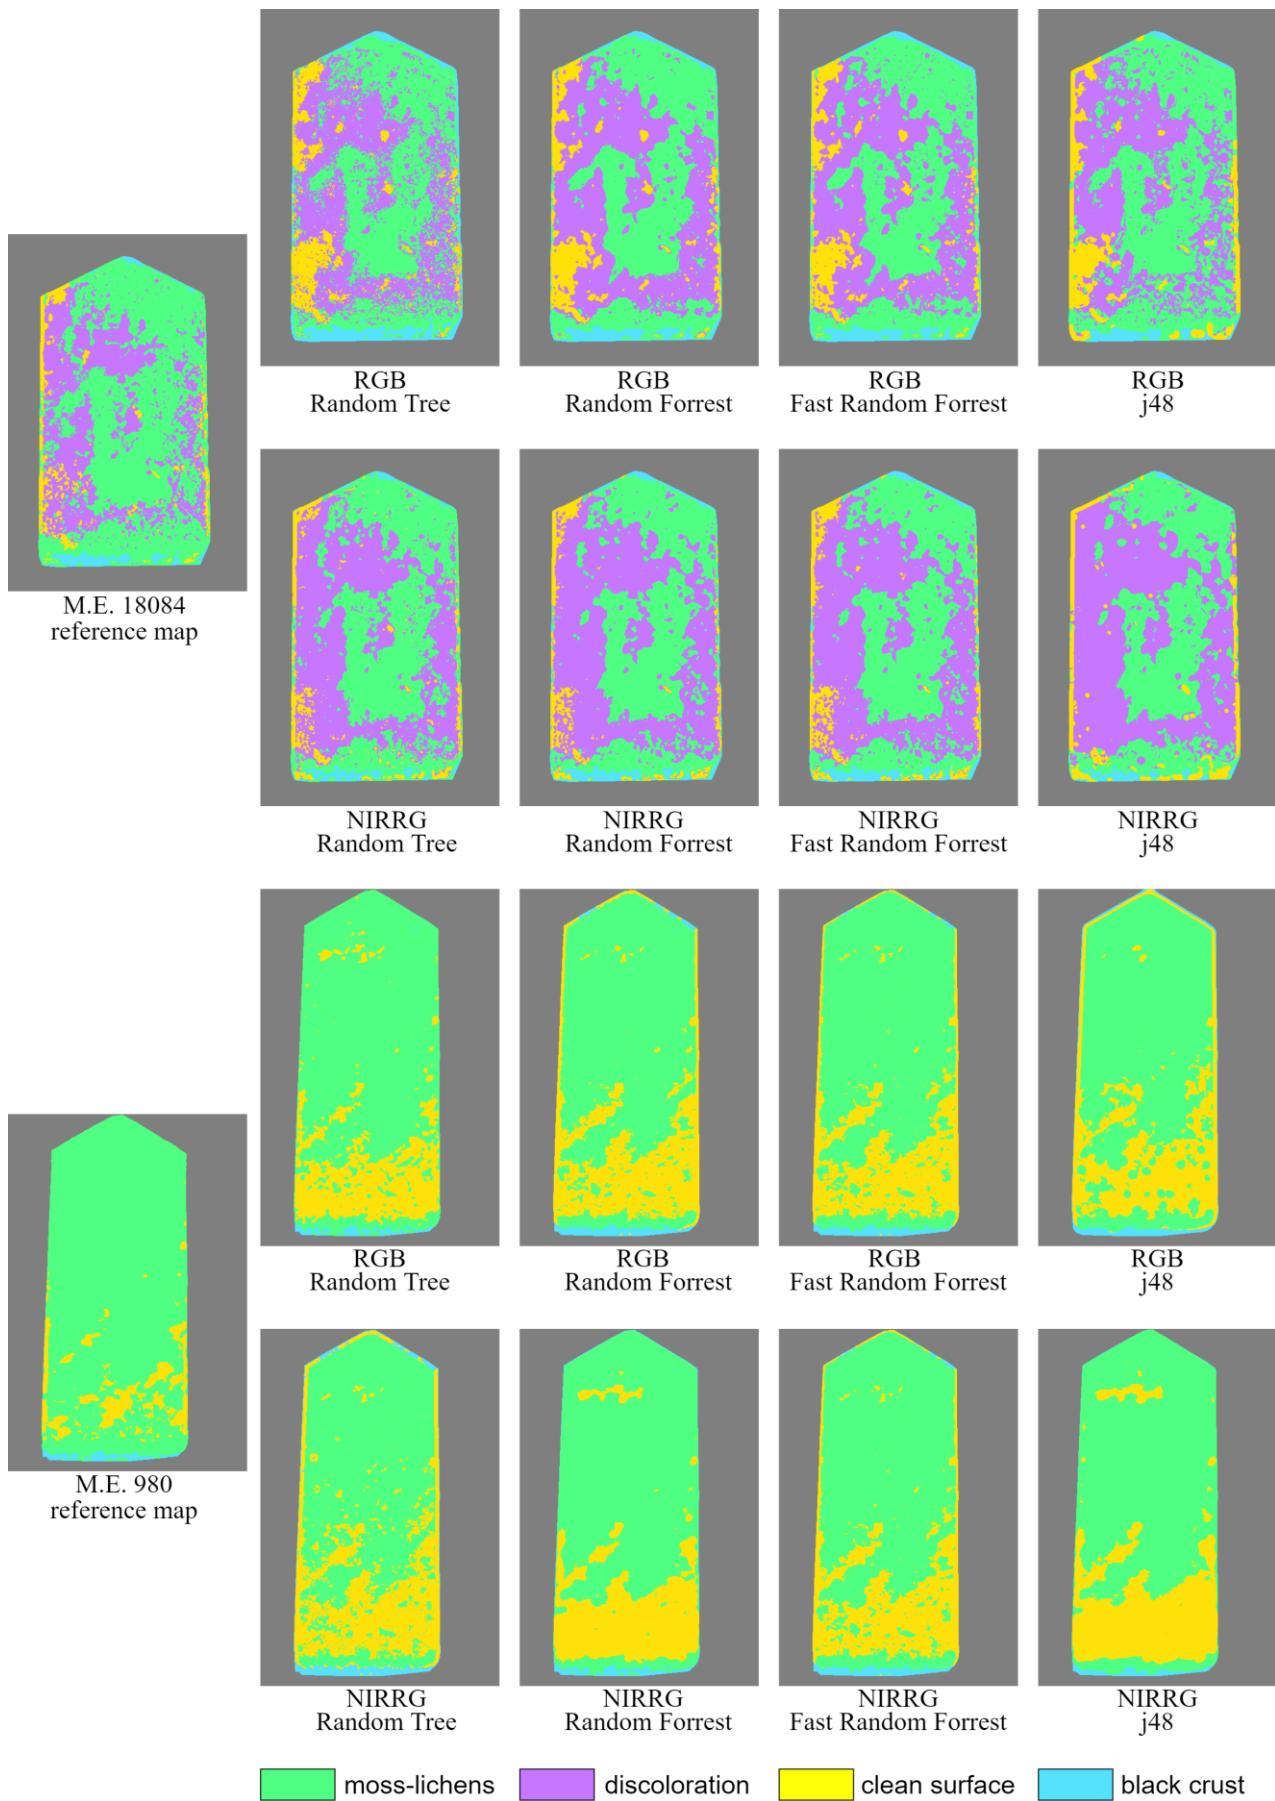 RGB
Random Tree
RGB
Random Forrest
RGB
Fast Random Forrest
RGB
j48
M.E. 18084
reference map
NIRRG
Random Tree
NIRRG
Random Forrest
NIRRG
Fast Random Forrest
NIRRG
j48
RGB
Random Tree
RGB
Random Forrest
RGB
Fast Random Forrest
RGB
j48
M.E. 980
reference map
NIRRG
Random Tree
NIRRG
Random Forrest
NIRRG
Fast Random Forrest
NIRRG
j48
moss-lichens
discoloration
clean surface
black crust